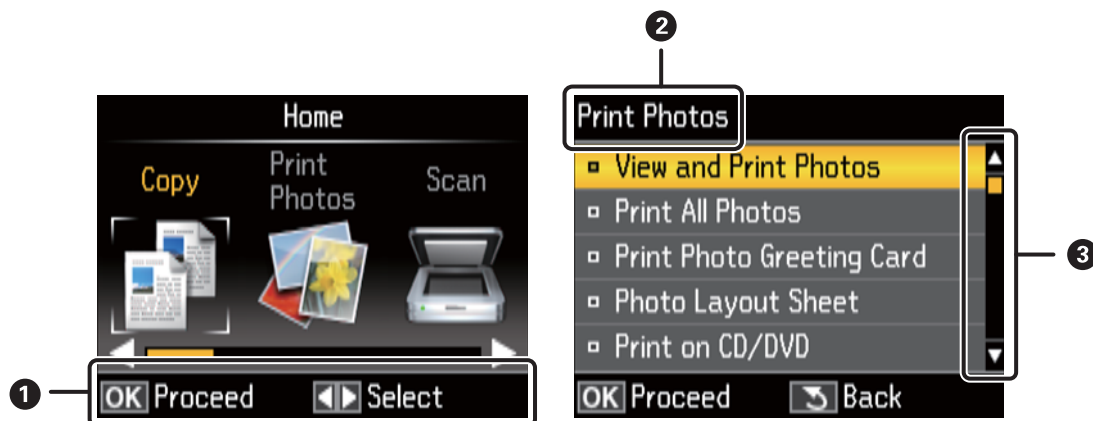 2
Home
Copy
Print
Photos
Scan
1
OK Proceed Select
Print Photos
View and Print Photos
Print All Photos
Print Photo Greeting Card
Photo Layout Sheet
Print on CD/DVD
3
OK Proceed Back